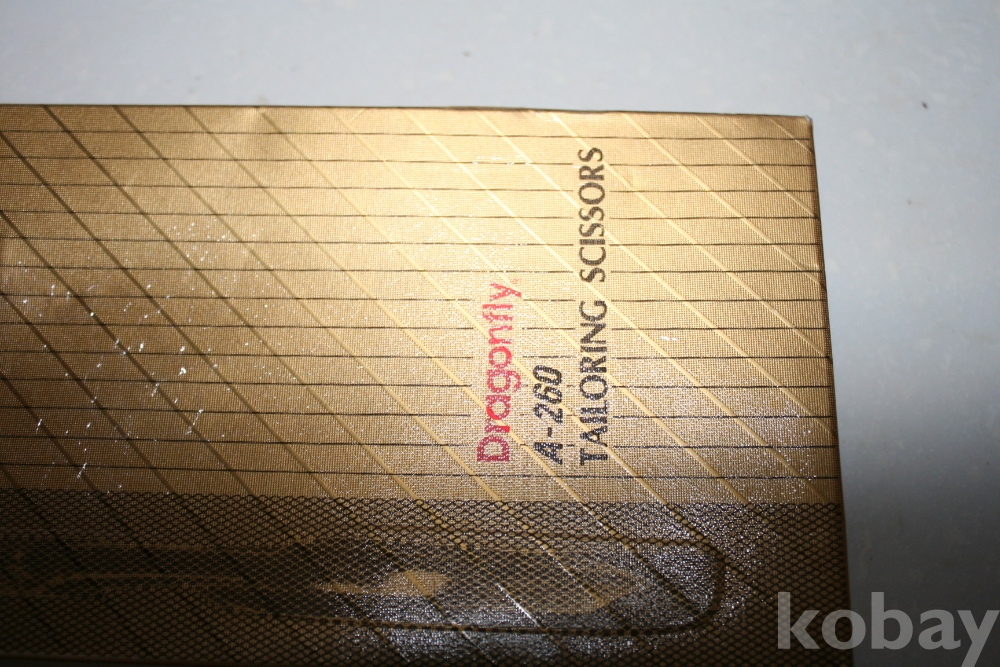 Dragonfly
A-260
TAILORING SCISSORS
kobay